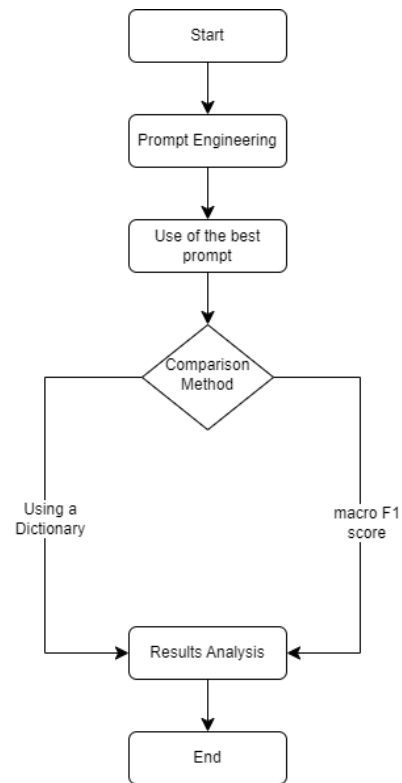 Start
Prompt Engineering
Use of the best
prompt
Comparison
Method
Using a
Dictionary
macro F1
score
Results Analysis
End